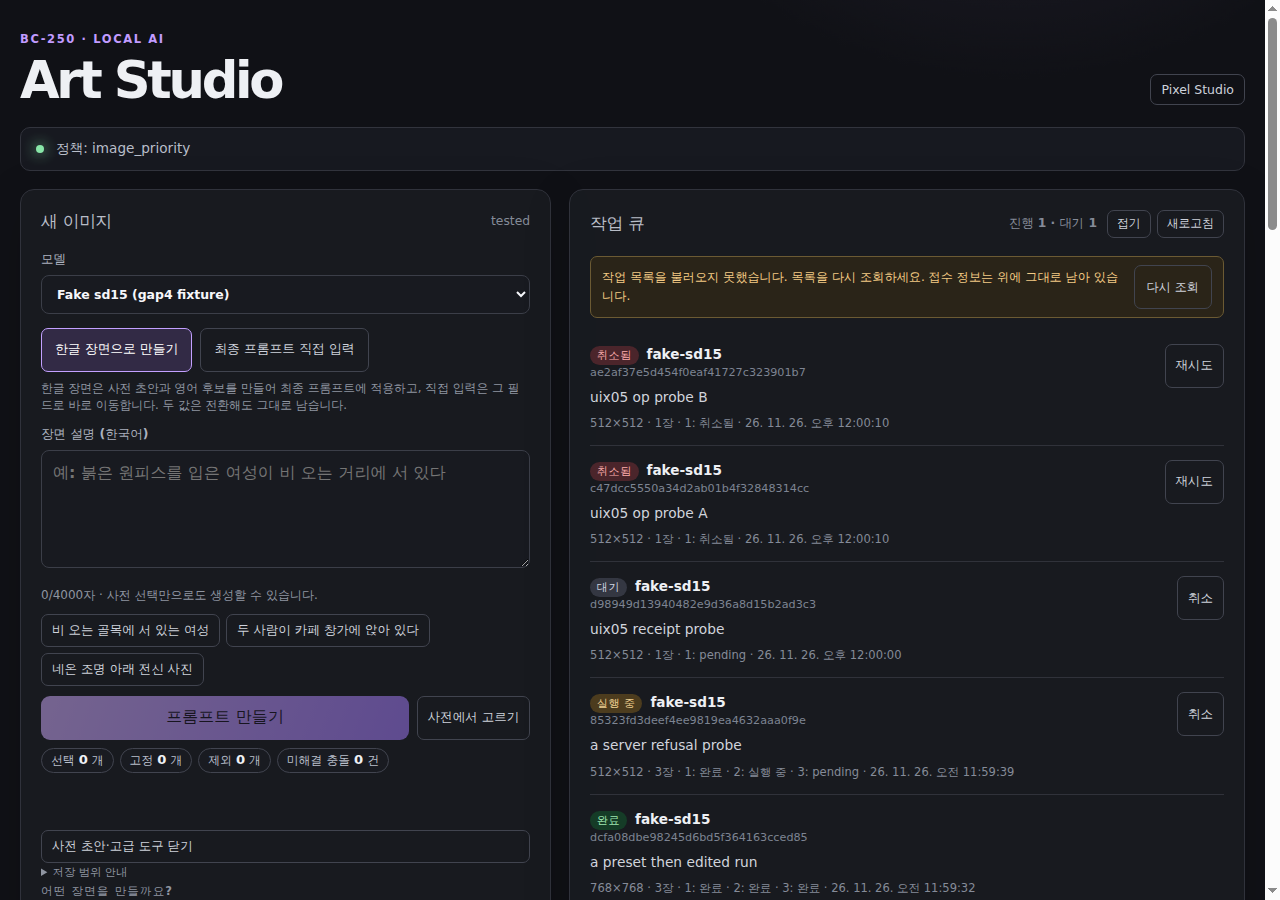 BC-250 · LOCAL AI
Art Studio
Pixel Studio
정책: image_priority
새 이미지
tested
모델
Fake sd15 (gap4 fixture)
한글 장면으로 만들기
최종 프롬프트 직접 입력
한글 장면은 사전 초안과 영어 후보를 만들어 최종 프롬프트에 적용하고, 직접 입력은 그 필
드로 바로 이동합니다. 두 값은 전환해도 그대로 남습니다.
장면 설명 (한국어)
예: 붉은 원피스를 입은 여성이 비 오는 거리에 서 있다
0/4000자 · 사전 선택만으로도 생성할 수 있습니다.
비 오는 골목에 서 있는 여성
두 사람이 카페 창가에 앉아 있다
네온 조명 아래 전신 사진
프롬프트 만들기
사전에서 고르기
선택 0 개
고정 0 개
제외 0 개
미해결 충돌 0 건
사전 초안·고급 도구 닫기
▶ 저장 범위 안내
어떤 장면을 만들까요?
작업 큐
진행 1 · 대기 1
접기
새로고침
작업 목록을 불러오지 못했습니다. 목록을 다시 조회하세요. 접수 정보는 위에 그대로 남아 있습
니다.
다시 조회
취소됨 fake-sd15
ae2af37e5d454f0eaf41727c323901b7
uix05 op probe B
512×512 · 1장 · 1: 취소됨 · 26. 11. 26. 오후 12:00:10
재시도
취소됨 fake-sd15
c47dcc5550a34d2ab01b4f32848314cc
uix05 op probe A
512×512 · 1장 · 1: 취소됨 · 26. 11. 26. 오후 12:00:10
재시도
대기 fake-sd15
d98949d13940482e9d36a8d15b2ad3c3
uix05 receipt probe
512×512 · 1장 · 1: pending · 26. 11. 26. 오후 12:00:00
취소
실행 중 fake-sd15
85323fd3deef4ee9819ea4632aaa0f9e
a server refusal probe
512×512 · 3장 · 1: 완료 · 2: 실행 중 · 3: pending · 26. 11. 26. 오전 11:59:39
취소
완료 fake-sd15
dcfa08dbe98245d6bd5f364163cced85
a preset then edited run
768×768 · 3장 · 1: 완료 · 2: 완료 · 3: 완료 · 26. 11. 26. 오전 11:59:32